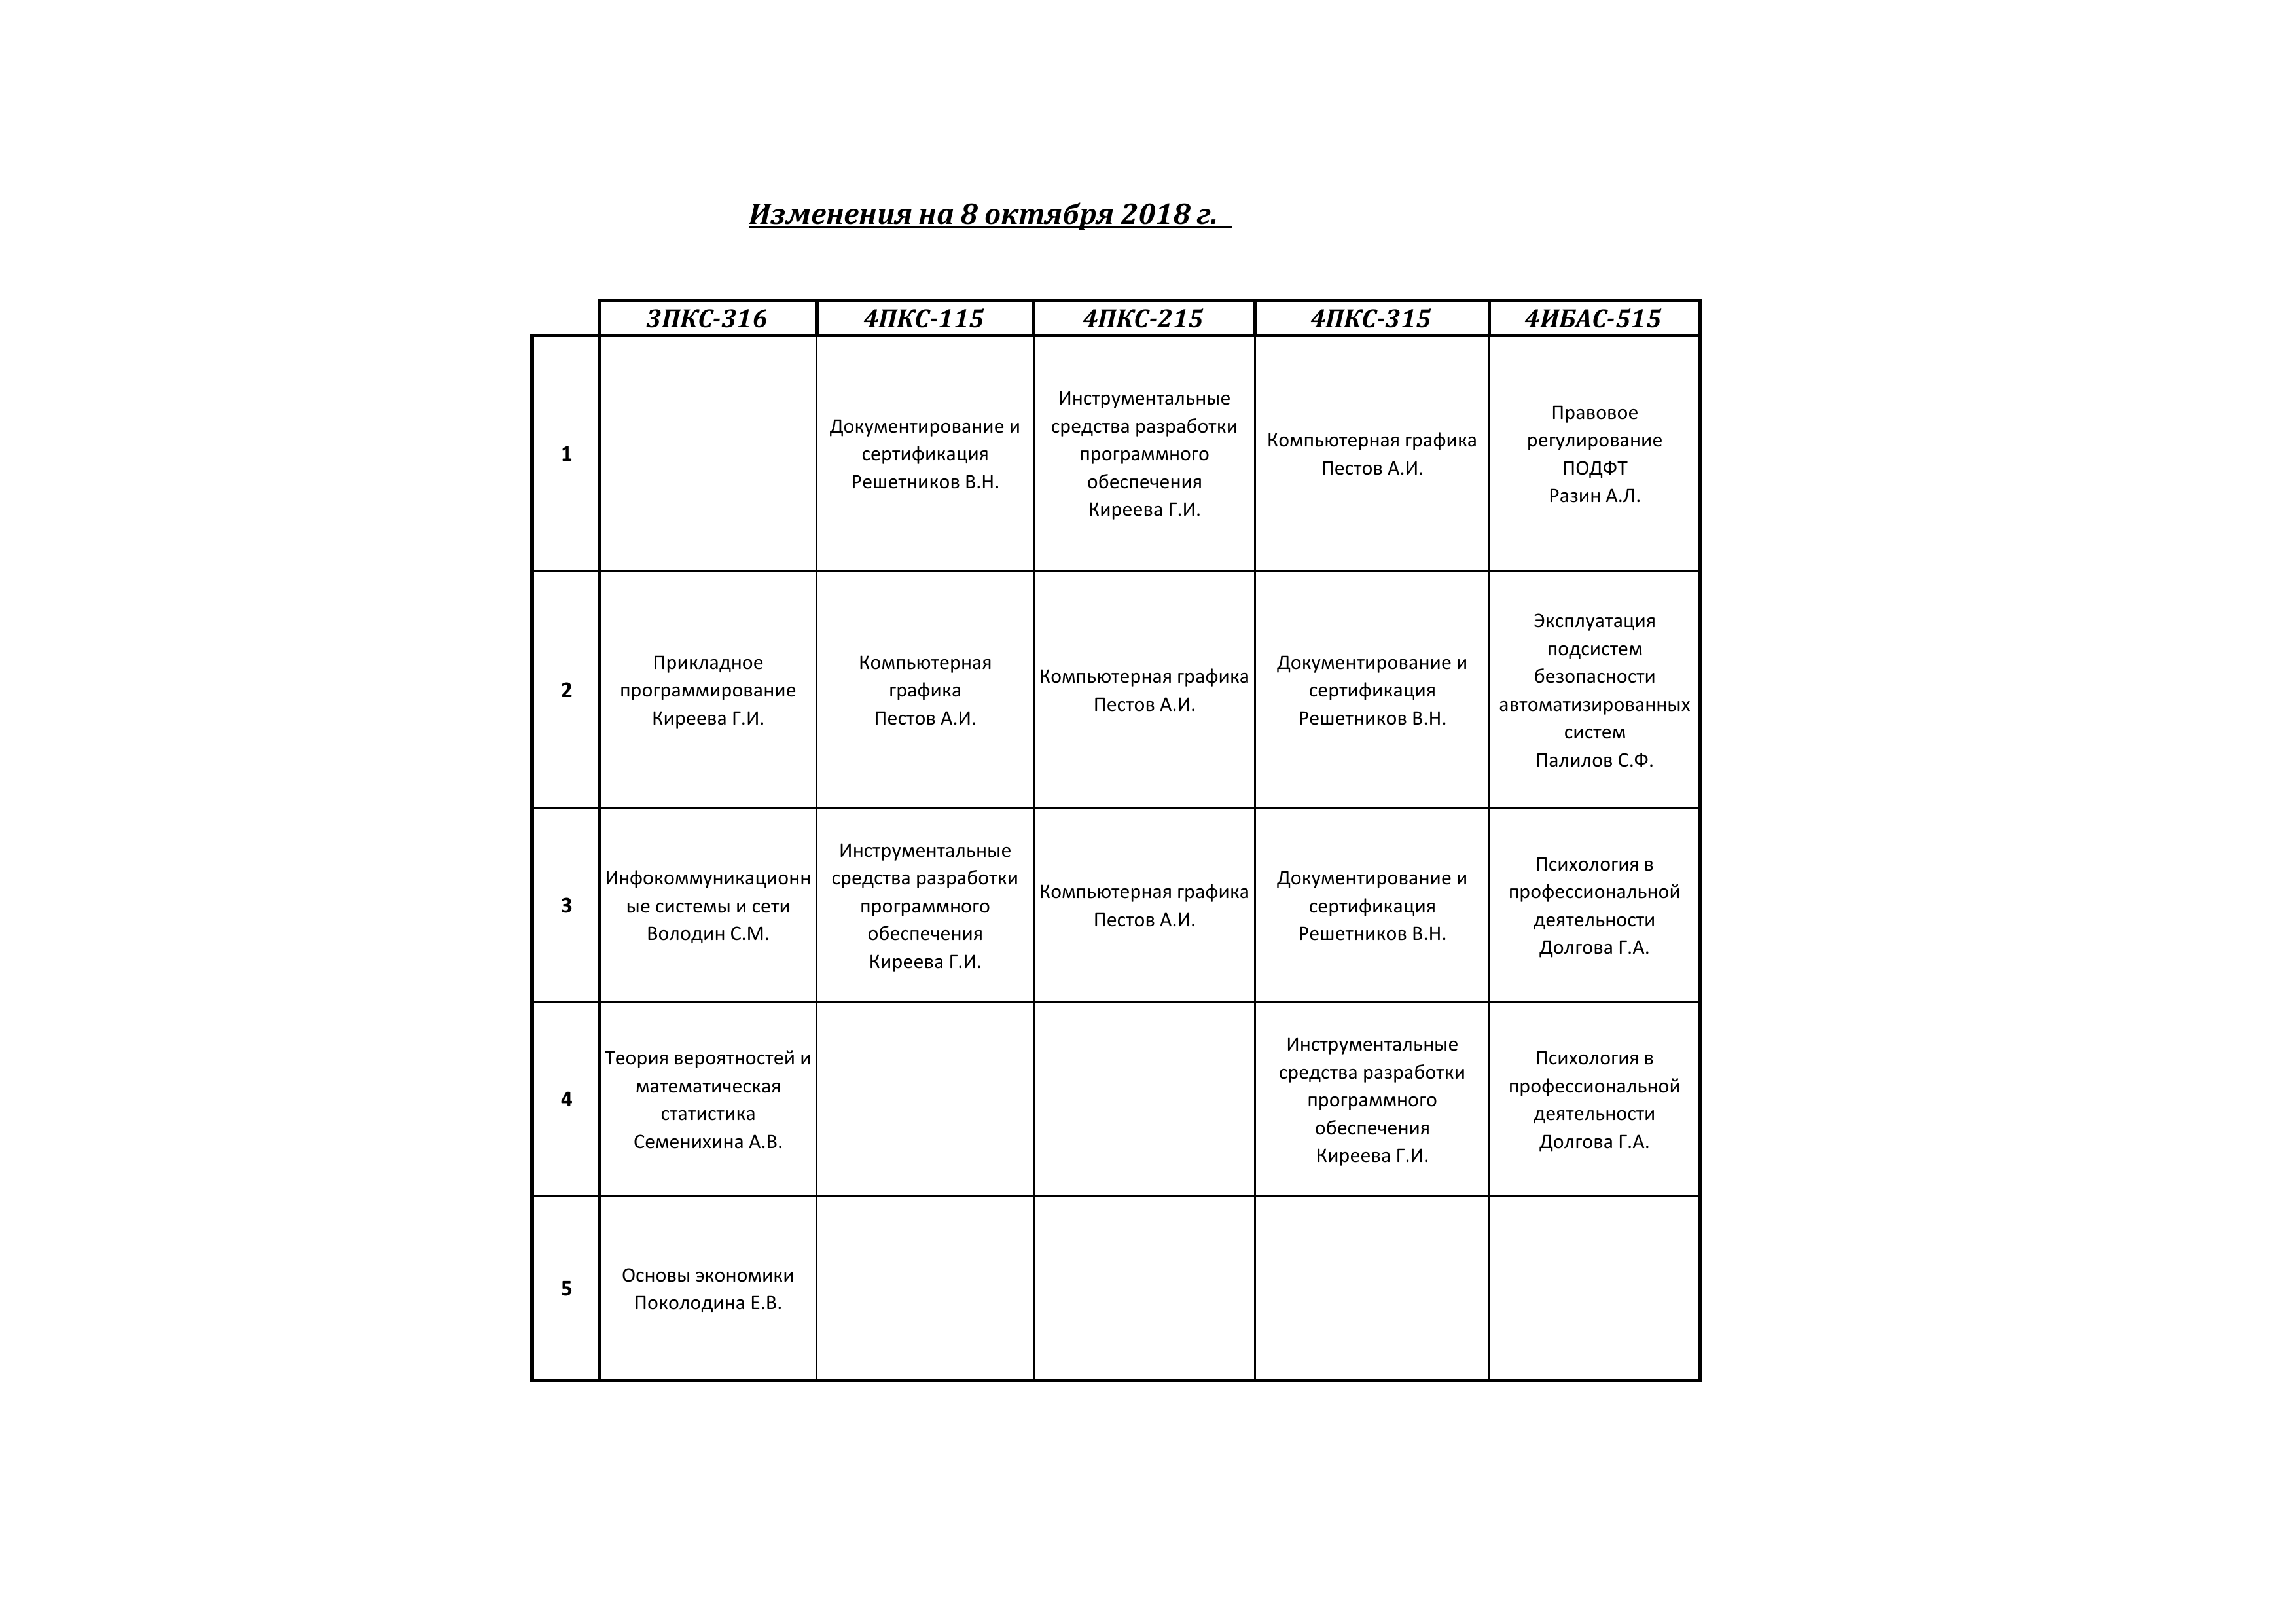 Изменения на 8 октября 2018 г.
3ПКС-316
4ПКС-115
4ПКС-215
4ПКС-315
4ИБАС-515
1
Документирование и
сертификация
Решетников В.Н.
Инструментальные
средства разработки
программного
обеспечения
Киреева Г.И.
Компьютерная графика
Пестов А.И.
Правовое
регулирование
ПОДФТ
Разин А.Л.
2
Прикладное
программирование
Киреева Г.И.
Компьютерная
графика
Пестов А.И.
Компьютерная графика
Пестов А.И.
Документирование и
сертификация
Решетников В.Н.
Эксплуатация
подсистем
безопасности
автоматизированных
систем
Палилов С.Ф.
3
Инфокоммуникационн
ые системы и сети
Володин С.М.
Инструментальные
средства разработки
программного
обеспечения
Киреева Г.И.
Компьютерная графика
Пестов А.И.
Документирование и
сертификация
Решетников В.Н.
Психология в
профессиональной
деятельности
Долгова Г.А.
4
Теория вероятностей и
математическая
статистика
Семенихина А.В.
Инструментальные
средства разработки
программного
обеспечения
Киреева Г.И.
Психология в
профессиональной
деятельности
Долгова Г.А.
5
Основы экономики
Поколодина Е.В.